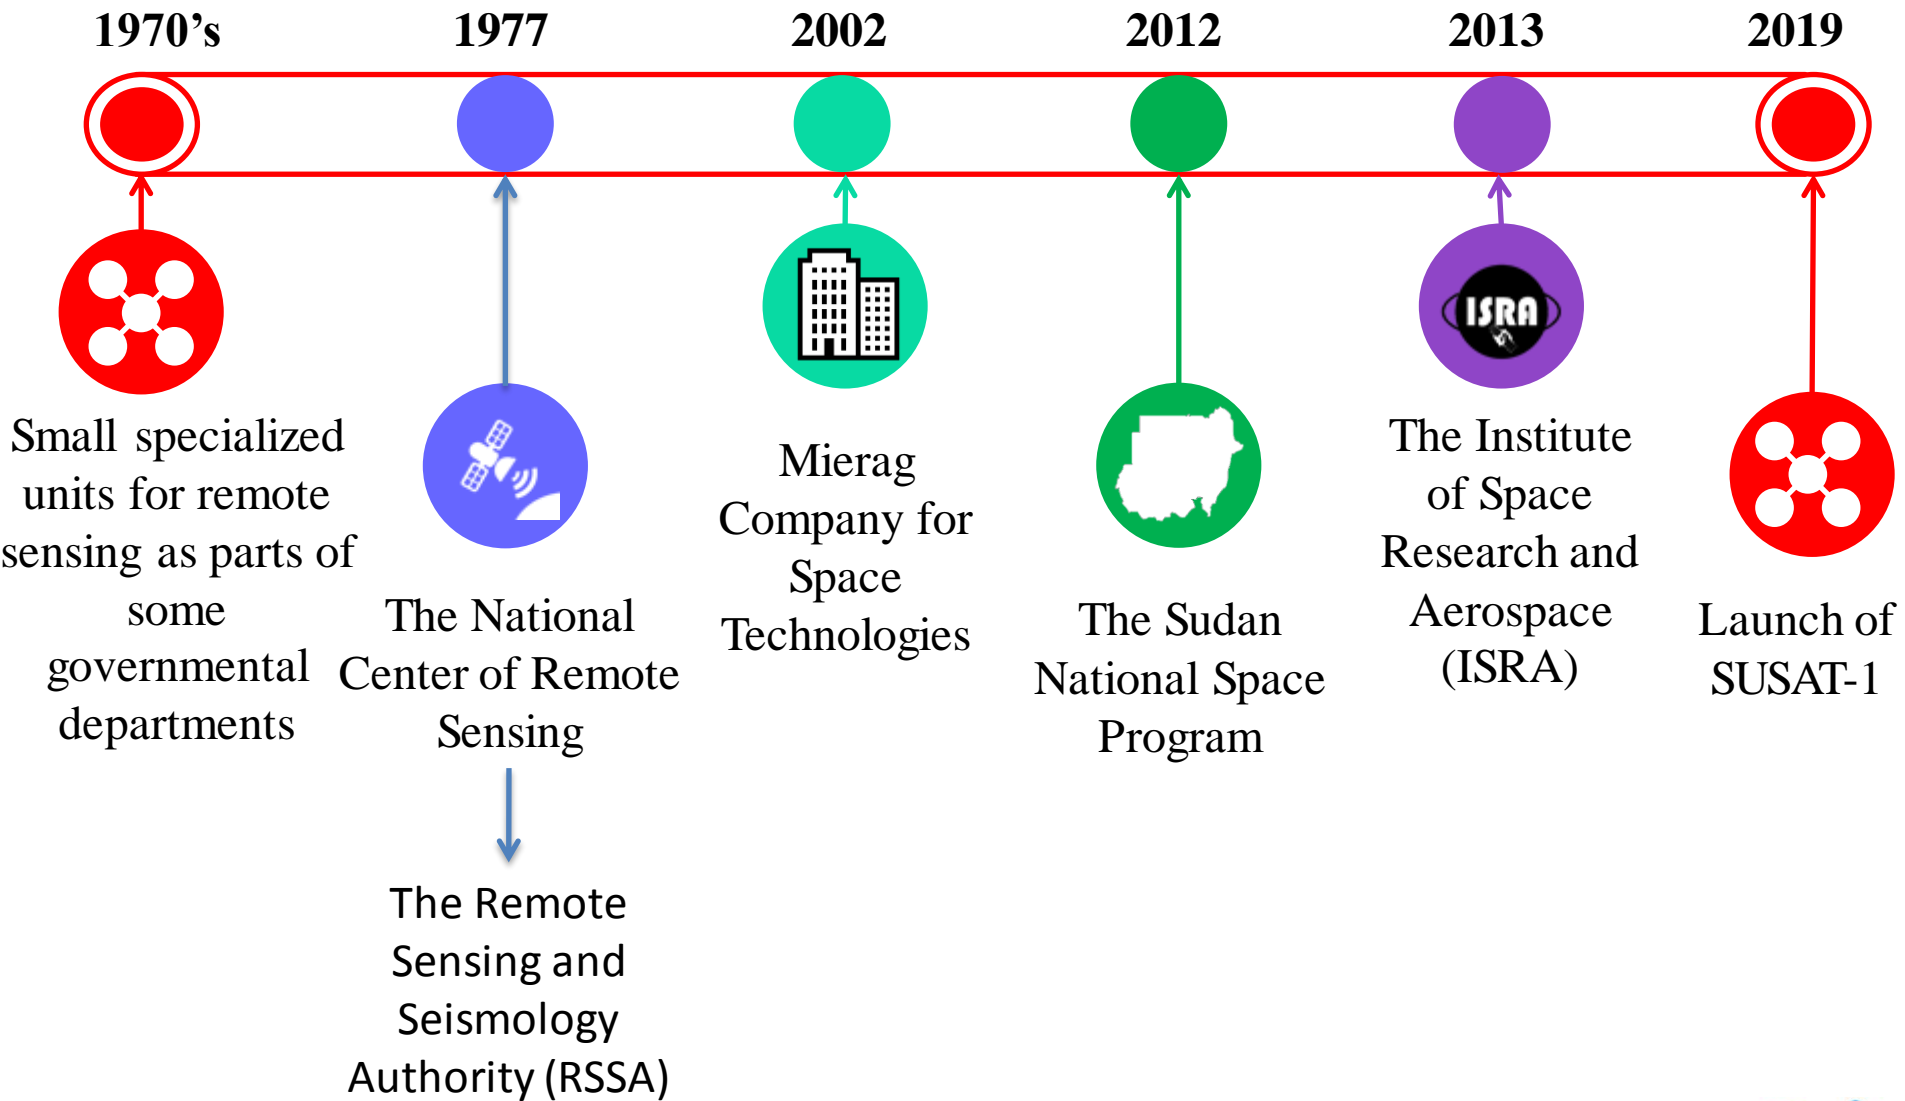 1970’s
1977
2002
2012
2013
2019
Small specialized
units for remote
sensing as parts of
some
governmental
departments
The National
Center of Remote
Sensing
The Remote
Sensing and
Seismology
Authority (RSSA)
Mierag
Company for
Space
Technologies
The Sudan
National Space
Program
ISRA
The Institute
of Space
Research and
Aerospace
(ISRA)
Launch of
SUSAT-1